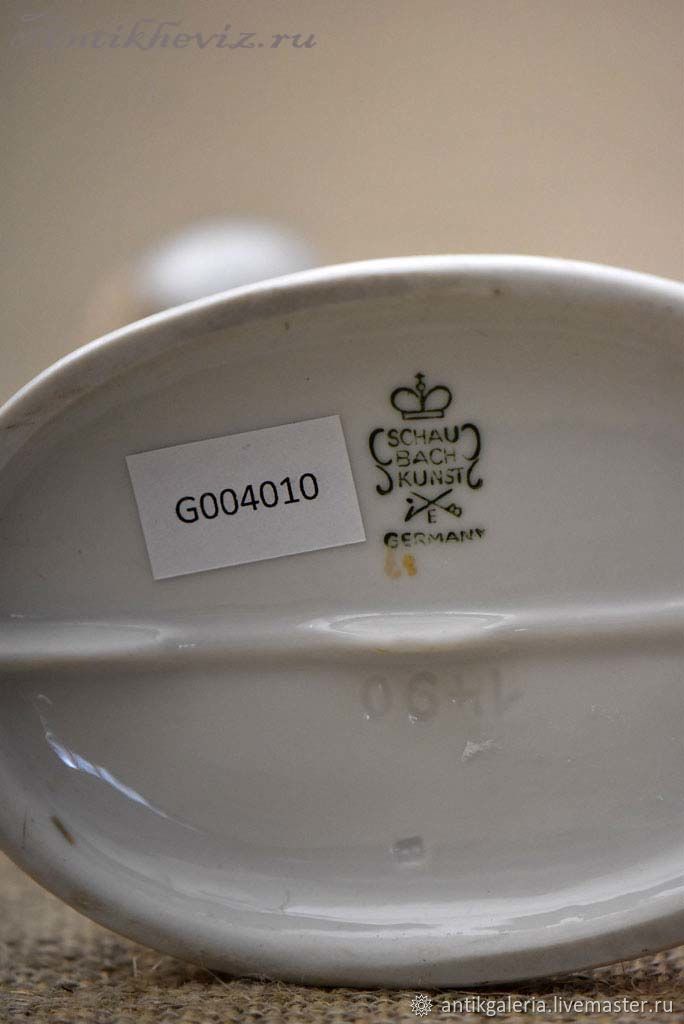 Antikheviz.ru
SCHAU
BACH
KUNST
E
GERMANY
G004010
1490
antikgaleria.livemaster.ru